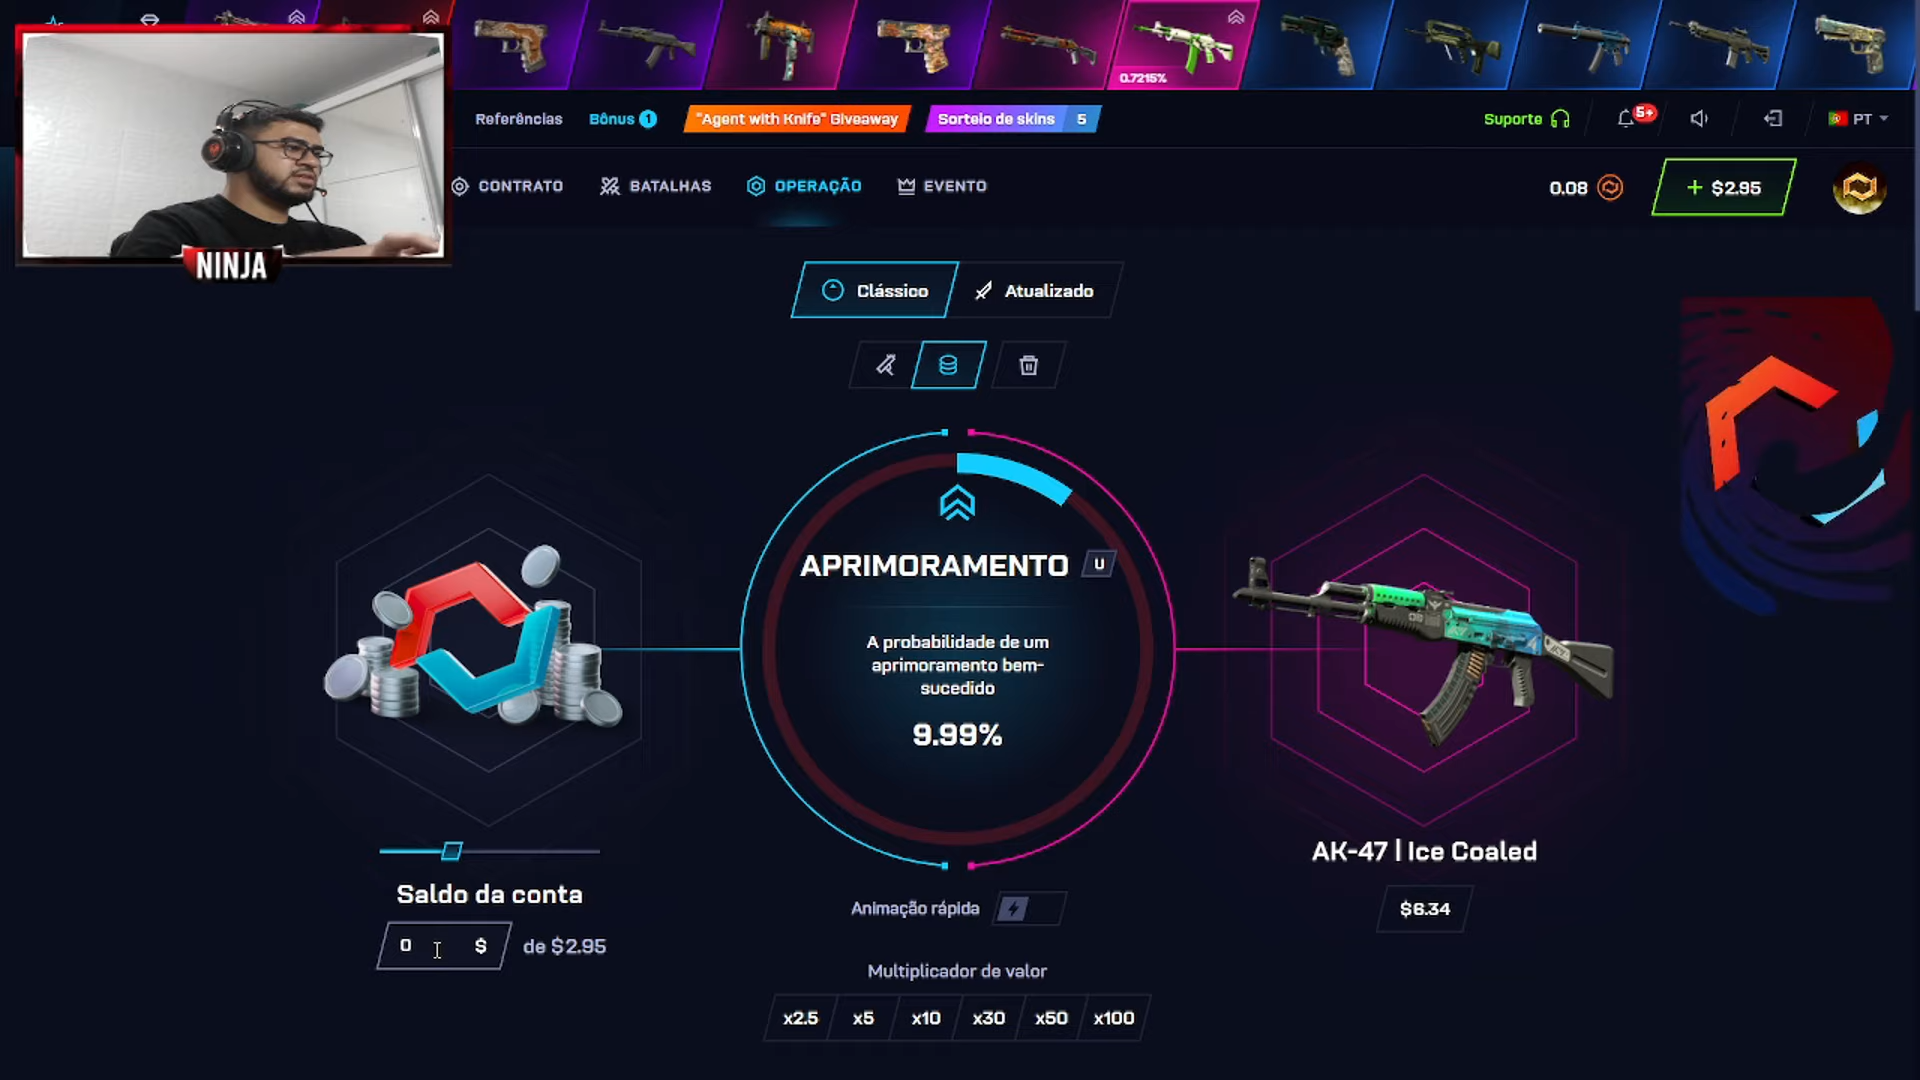 0.7215%
Referências
Bônus 1
"Agent with Knife" Giveaway
Sorteio de skins 5
Suporte
5+
PT
NINJA
CONTRATO
BATALHAS
OPERAÇÃO
EVENTO
0.08
+ $2.95
Clássico
Atualizado
APRIMORAMENTO U
A probabilidade de um
aprimoramento bem-
sucedido
9.99%
Saldo da conta
0 $ de $2.95
AK-47 | Ice Coaled
$6.34
Animação rápida
Multiplicador de valor
x2.5 x5 x10 x30 x50 x100